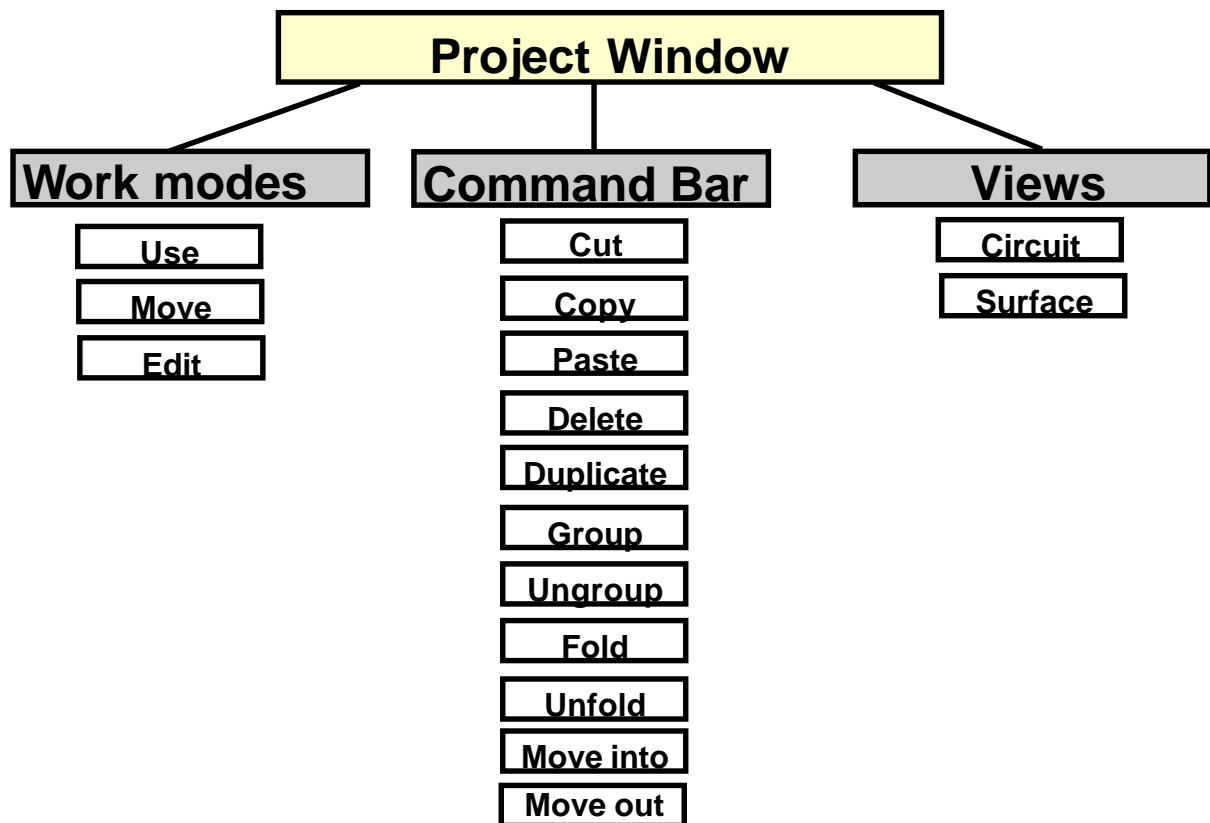 Project Window
Work modes
Use
Move
Edit
Command Bar
Cut
Copy
Paste
Delete
Duplicate
Group
Ungroup
Fold
Unfold
Move into
Move out
Views
Circuit
Surface